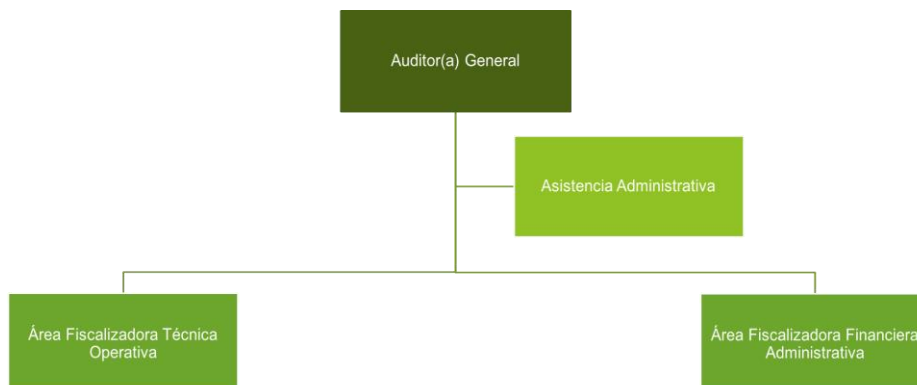 Auditor(a) General
Asistencia Administrativa
Área Fiscalizadora Técnica
Operativa
Área Fiscalizadora Financiera
Administrativa